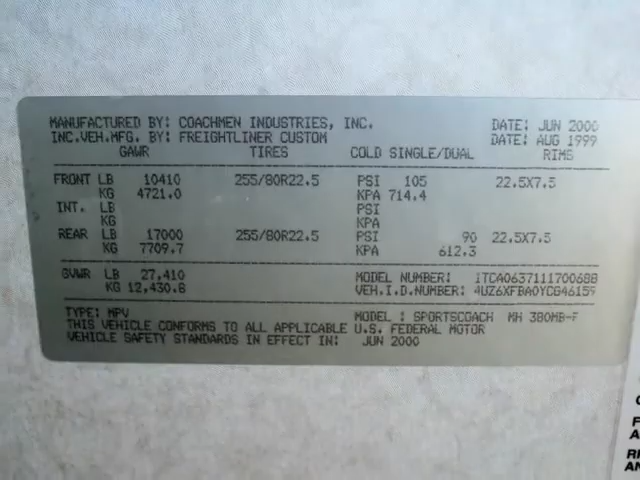 MANUFACTURED BY: COACHMEN INDUSTRIES, INC. DATE: JUN 2000
INC.VEH.MFG. BY: FREIGHTLINER CUSTOM DATE: AUG 1999
GAWR TIRES COLD SINGLE/DUAL RIMS
FRONT LB 10410 255/80R22.5 PSI 105 22.5X7.5
KG 4721.0 KPA 714.4
INT. LB PSI
KG KPA
REAR LB 17000 255/80R22.5 PSI 90 22.5X7.5
KG 7709.7 KPA 612.3
GVWR LB 27,410 MODEL NUMBER: 1TCA0637111700688
KG 12,430.8 VEH.I.D.NUMBER:
TYPE: MPV MODEL : SPORTSCOACH MH 380MB-F
THIS VEHICLE CONFORMS TO ALL APPLICABLE U.S. FEDERAL MOTOR
VEHICLE SAFETY STANDARDS IN EFFECT IN: JUN 2000